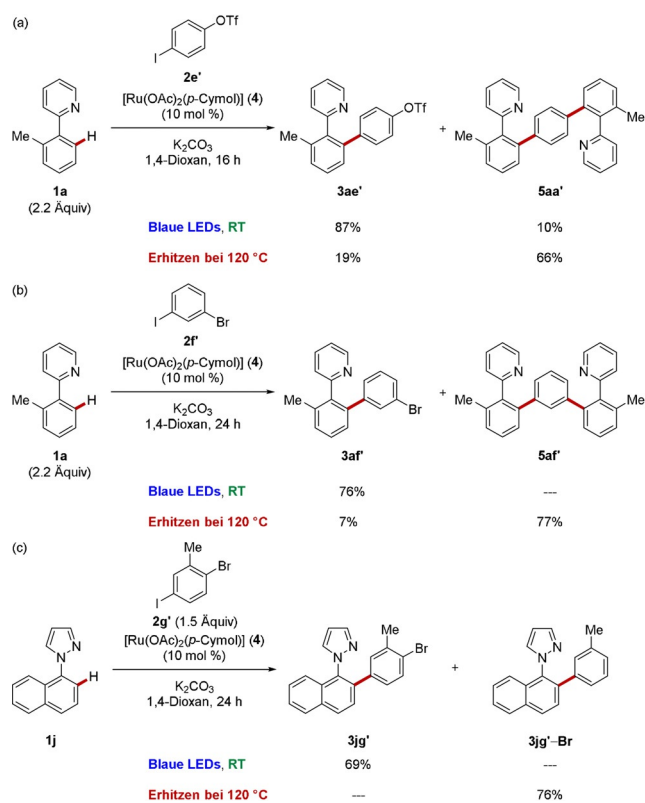 (a)
OTf
I
2e'
[Ru(OAc)2(p-Cymol)] (4)
(10 mol %)
K2CO3
1,4-Dioxan, 16 h
N
Me
H
1a
(2.2 Äquiv)
N
OTf
Me
3ae'
+
N
Me
Me
N
5aa'
Blaue LEDs, RT 87% 10%
Erhitzen bei 120 °C 19% 66%
(b)
I
Br
2f'
[Ru(OAc)2(p-Cymol)] (4)
(10 mol %)
K2CO3
1,4-Dioxan, 24 h
N
Me
H
1a
(2.2 Äquiv)
N
Me
Br
3af'
+
N
N
Me
Me
5af'
Blaue LEDs, RT 76% ---
Erhitzen bei 120 °C 7% 77%
(c)
Me
Br
I
2g'
(1.5 Äquiv)
[Ru(OAc)2(p-Cymol)] (4)
(10 mol %)
K2CO3
1,4-Dioxan, 24 h
N
N
H
1j
Me
N
N
Br
3jg'
+
Me
N
N
3jg'–Br
Blaue LEDs, RT 69% ---
Erhitzen bei 120 °C --- 76%